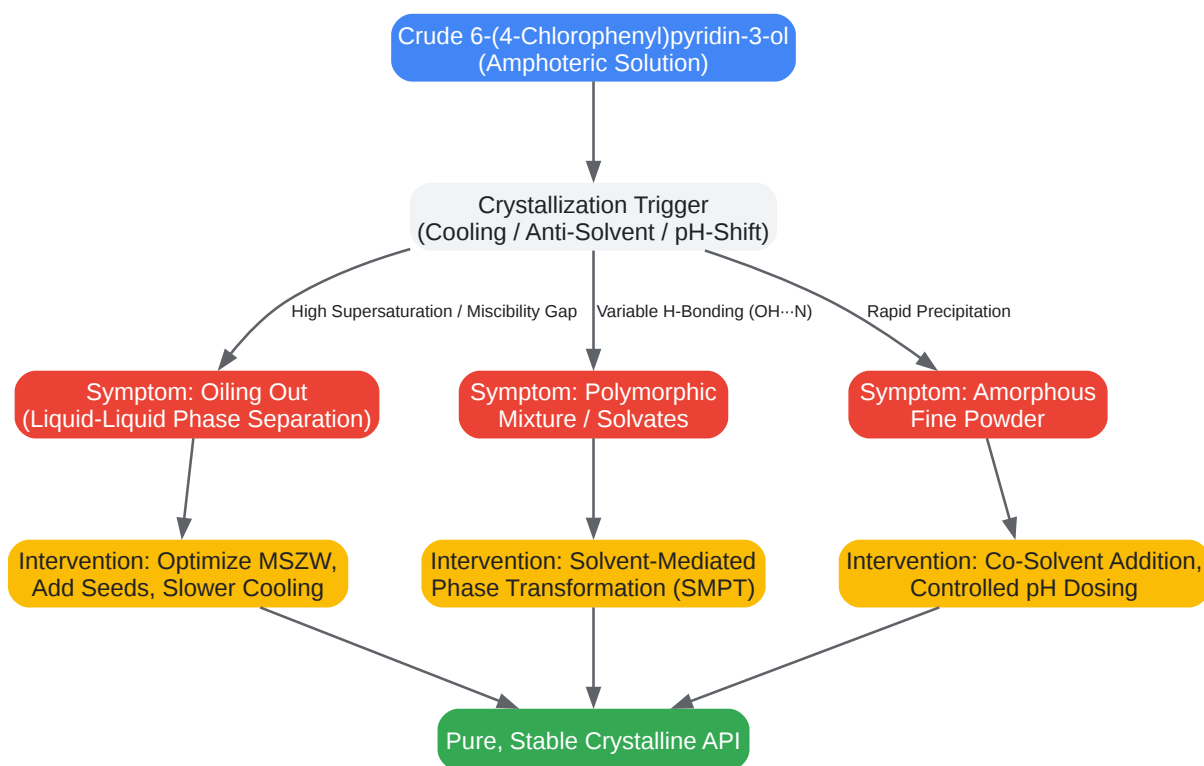 Crude 6-(4-Chlorophenyl)pyridin-3-ol
(Amphoteric Solution)
Crystallization Trigger
(Cooling / Anti-Solvent / pH-Shift)
High Supersaturation / Miscibility Gap
Variable H-Bonding (OH···N)
Rapid Precipitation
Symptom: Oiling Out
(Liquid-Liquid Phase Separation)
Symptom: Polymorphic
Mixture / Solvates
Symptom: Amorphous
Fine Powder
Intervention: Optimize MSZW,
Add Seeds, Slower Cooling
Intervention: Solvent-Mediated
Phase Transformation (SMPT)
Intervention: Co-Solvent Addition,
Controlled pH Dosing
Pure, Stable Crystalline API